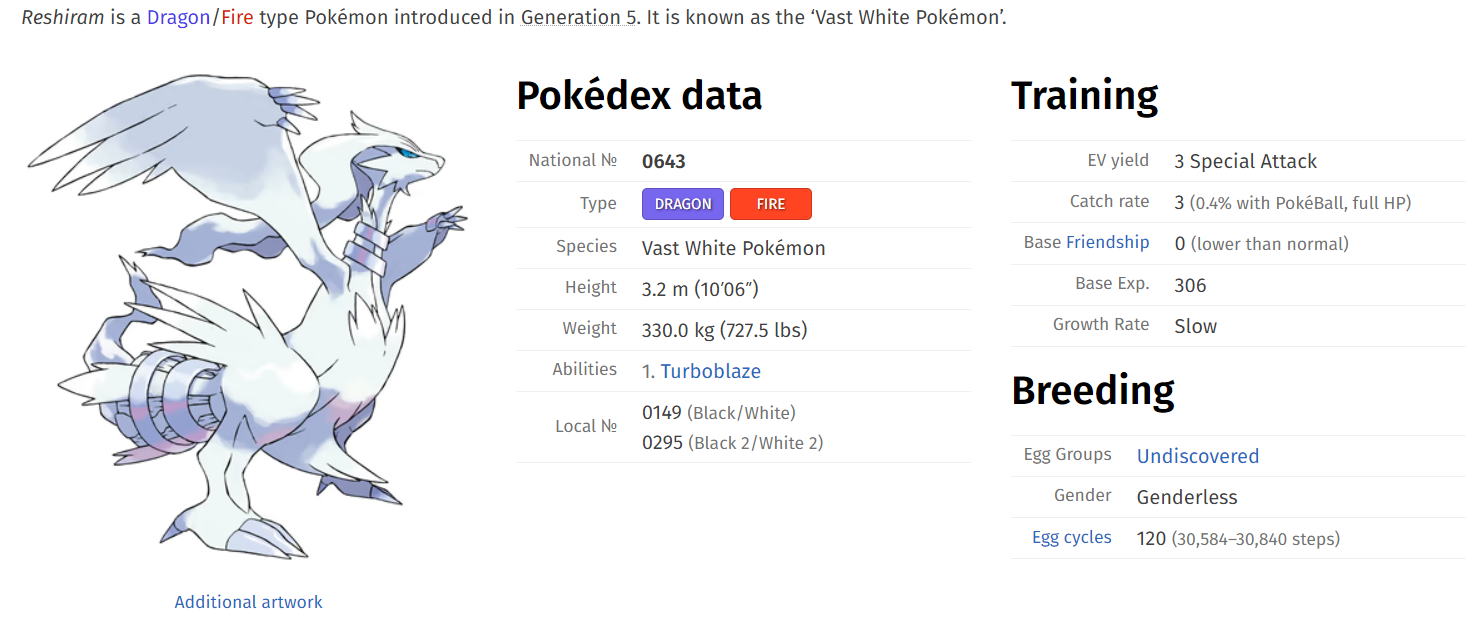 Reshiram is a Dragon/Fire type Pokémon introduced in Generation 5. It is known as the ‘Vast White Pokémon’.
Additional artwork
Pokédex data
National № 0643
Type DRAGON FIRE
Species Vast White Pokémon
Height 3.2 m (10′06″)
Weight 330.0 kg (727.5 lbs)
Abilities 1. Turboblaze
Local № 0149 (Black/White)
0295 (Black 2/White 2)
Training
EV yield 3 Special Attack
Catch rate 3 (0.4% with PokéBall, full HP)
Base Friendship 0 (lower than normal)
Base Exp. 306
Growth Rate Slow
Breeding
Egg Groups Undiscovered
Gender Genderless
Egg cycles 120 (30,584–30,840 steps)